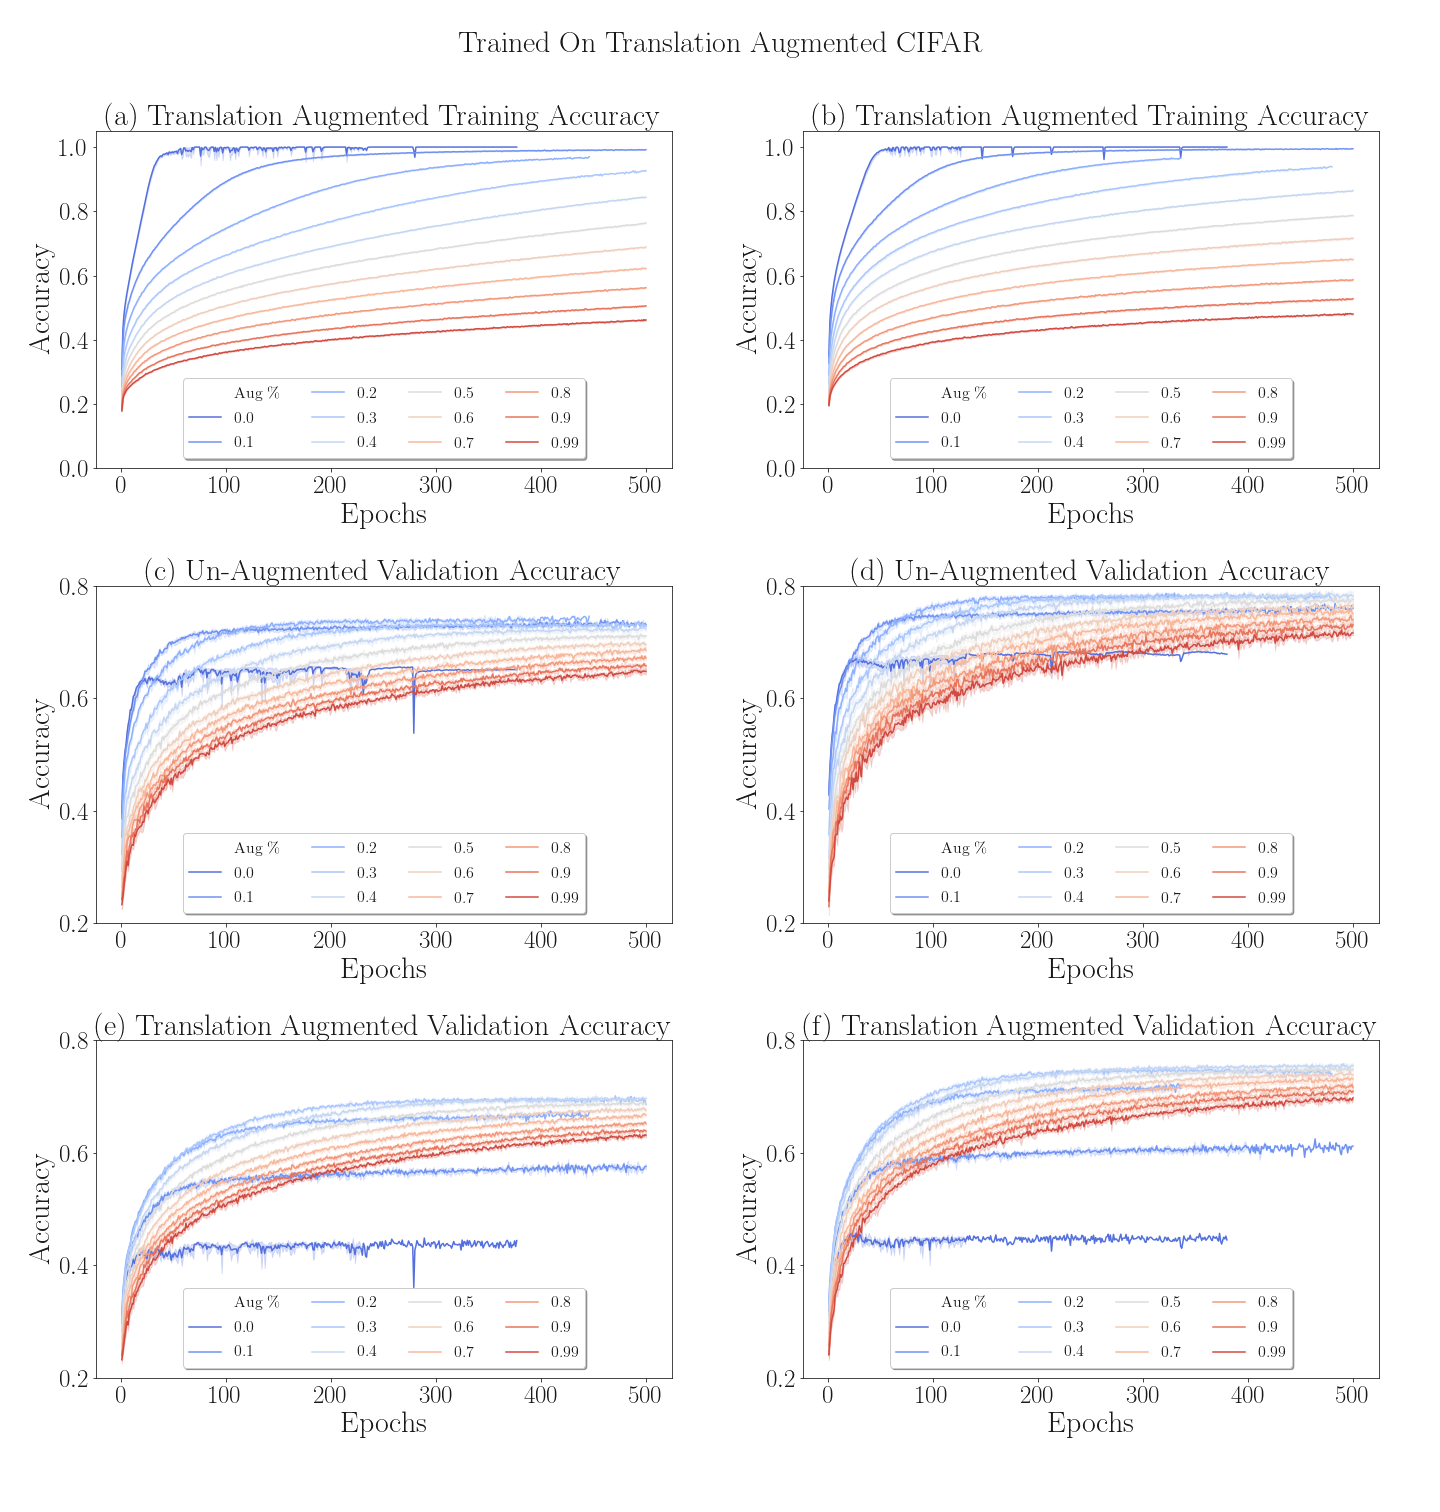 Trained On Translation Augmented CIFAR
(a) Translation Augmented Training Accuracy
1.0
0.8
0.6
0.4
0.2
0.0
Accuracy
Aug % 0.2 0.5 0.8
0.0 0.3 0.6 0.9
0.1 0.4 0.7 0.99
0 100 200 300 400 500
Epochs
(b) Translation Augmented Training Accuracy
1.0
0.8
0.6
0.4
0.2
0.0
Accuracy
Aug % 0.2 0.5 0.8
0.0 0.3 0.6 0.9
0.1 0.4 0.7 0.99
0 100 200 300 400 500
Epochs
(c) Un-Augmented Validation Accuracy
0.8
0.6
0.4
0.2
Accuracy
Aug % 0.2 0.5 0.8
0.0 0.3 0.6 0.9
0.1 0.4 0.7 0.99
0 100 200 300 400 500
Epochs
(d) Un-Augmented Validation Accuracy
0.8
0.6
0.4
0.2
Accuracy
Aug % 0.2 0.5 0.8
0.0 0.3 0.6 0.9
0.1 0.4 0.7 0.99
0 100 200 300 400 500
Epochs
(e) Translation Augmented Validation Accuracy
0.8
0.6
0.4
0.2
Accuracy
Aug % 0.2 0.5 0.8
0.0 0.3 0.6 0.9
0.1 0.4 0.7 0.99
0 100 200 300 400 500
Epochs
(f) Translation Augmented Validation Accuracy
0.8
0.6
0.4
0.2
Accuracy
Aug % 0.2 0.5 0.8
0.0 0.3 0.6 0.9
0.1 0.4 0.7 0.99
0 100 200 300 400 500
Epochs